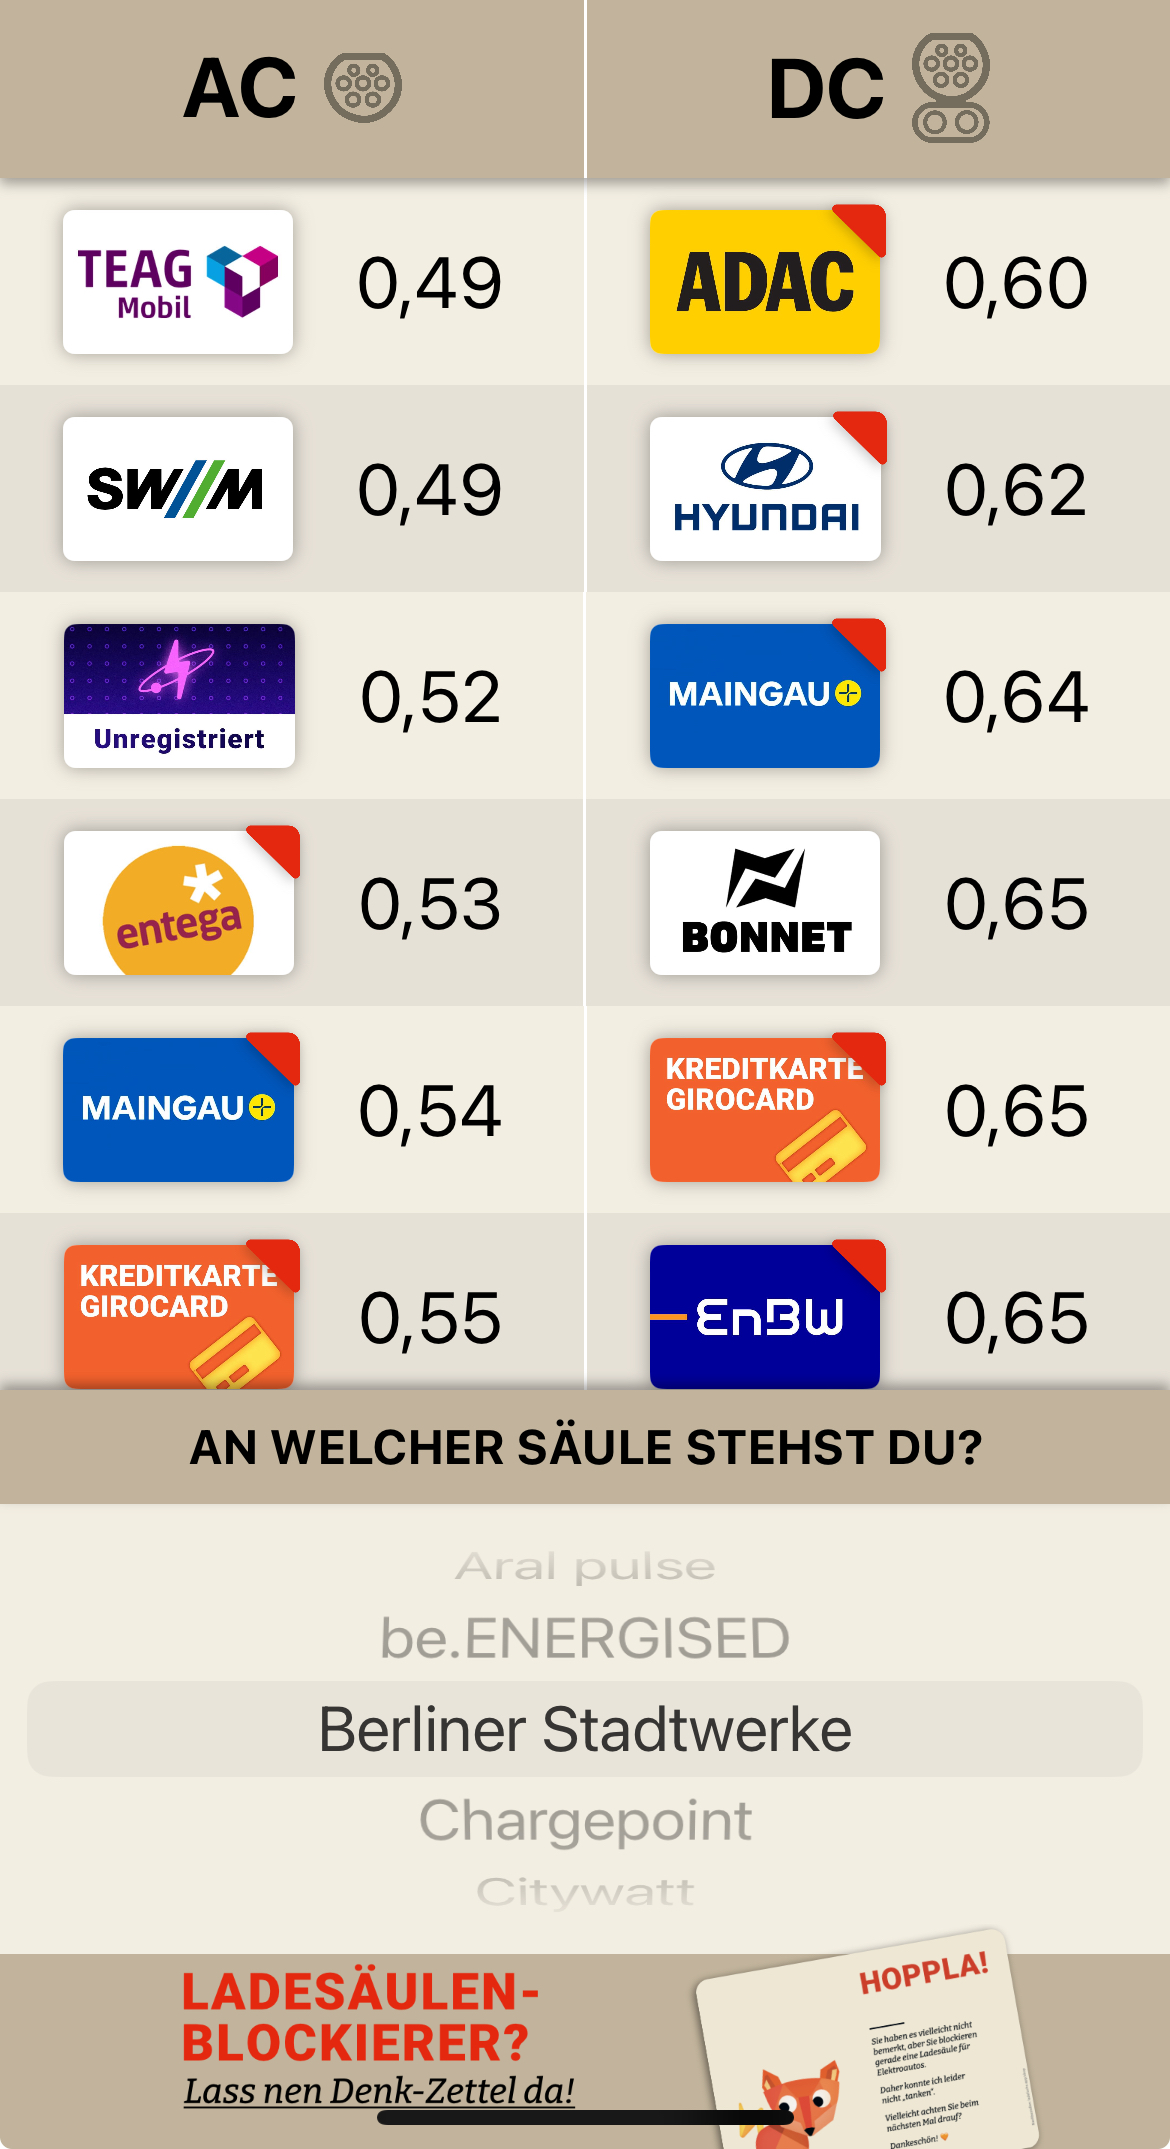 AC
DC
TEAG
Mobil
0,49
ADAC
0,60
SW//M
0,49
HYUNDAI
0,62
Unregistriert
0,52
MAINGAU
0,64
entega
0,53
BONNET
0,65
MAINGAU
0,54
KREDITKARTE
GIROCARD
0,65
KREDITKARTE
GIROCARD
0,55
EnBW
0,65
AN WELCHER SÄULE STEHST DU?
Aral pulse
be.ENERGISED
Berliner Stadtwerke
Chargepoint
Citywatt
LADESÄULEN-
BLOCKIERER?
Lass nen Denk-Zettel da!
HOPPLA!
Sie haben es vielleicht nicht
bemerkt, aber Sie blockieren
gerade eine Ladesäule für
Elektroautos.
Daher konnte ich leider
nicht „tanken".
Vielleicht achten Sie beim
nächsten Mal drauf?
Dankeschön!